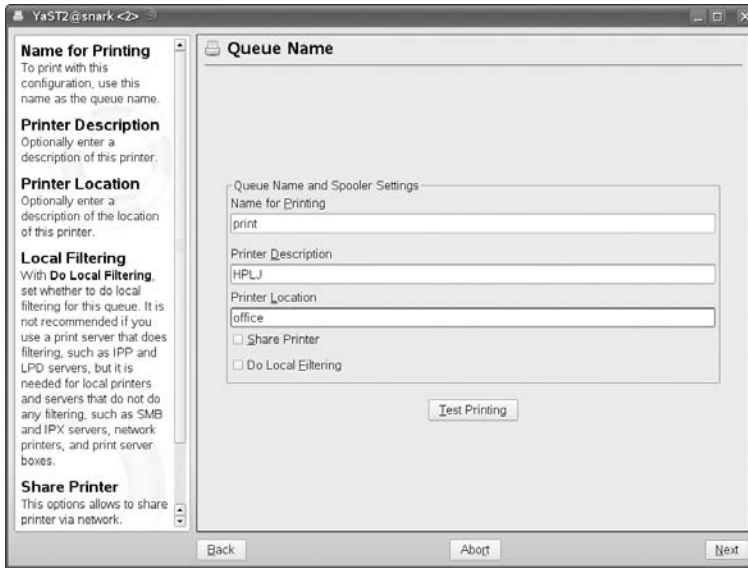 YaST2@snark <2>
Name for Printing
To print with this
configuration, use this
name as the queue name.
Printer Description
Optionally enter a
description of this printer.
Printer Location
Optionally enter a
description of the location
of this printer.
Local Filtering
With Do Local Filtering,
set whether to do local
filtering for this queue. It is
not recommended if you
use a print server that does
filtering, such as IPP and
LPD servers, but it is
needed for local printers
and servers that do not do
any filtering, such as SMB
and IPX servers, network
printers, and print server
boxes.
Share Printer
This options allows to share
printer via network.
Queue Name
Queue Name and Spooler Settings
Name for Printing
print
Printer Description
HPLJ
Printer Location
office
Share Printer
Do Local Filtering
Test Printing
Back
Abort
Next